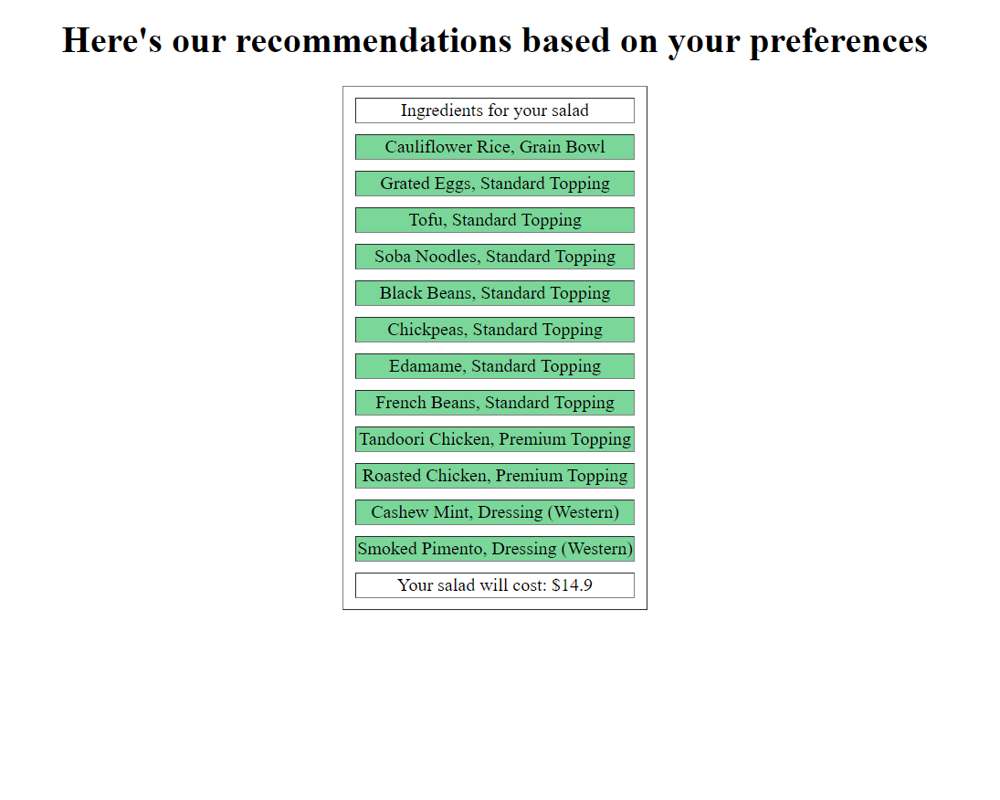 Here's our recommendations based on your preferences
Ingredients for your salad
Cauliflower Rice, Grain Bowl
Grated Eggs, Standard Topping
Tofu, Standard Topping
Soba Noodles, Standard Topping
Black Beans, Standard Topping
Chickpeas, Standard Topping
Edamame, Standard Topping
French Beans, Standard Topping
Tandoori Chicken, Premium Topping
Roasted Chicken, Premium Topping
Cashew Mint, Dressing (Western)
Smoked Pimento, Dressing (Western)
Your salad will cost: $14.9